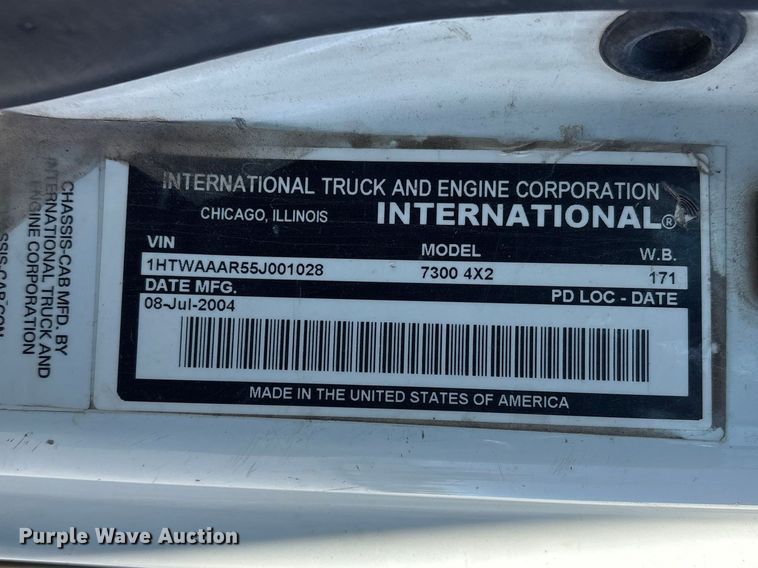 INTERNATIONAL TRUCK AND ENGINE CORPORATION
CHICAGO, ILLINOIS INTERNATIONAL®
VIN MODEL W.B.
1HTWAAAR55J001028 7300 4X2 171
DATE MFG. PD LOC - DATE
08-Jul-2004
MADE IN THE UNITED STATES OF AMERICA
CHASSIS-CAB MFD. BY
INTERNATIONAL TRUCK AND
ENGINE CORPORATION
Purple Wave Auction